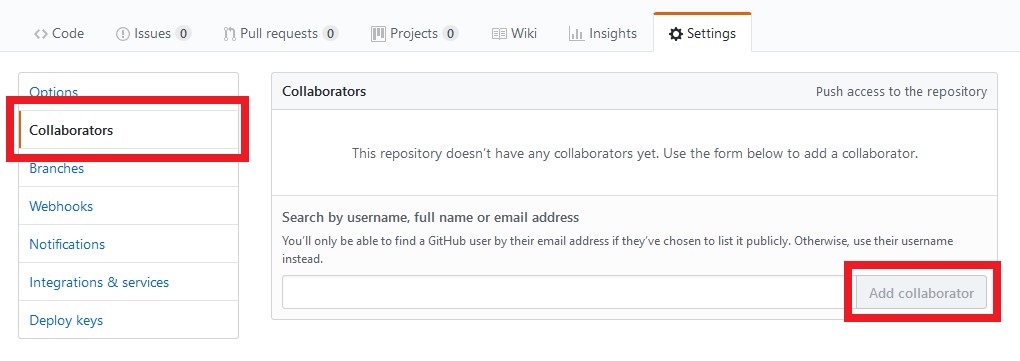 Code Issues 0 Pull requests 0 Projects 0 Wiki Insights Settings
Options
Collaborators
Branches
Webhooks
Notifications
Integrations & services
Deploy keys
Collaborators Push access to the repository
This repository doesn't have any collaborators yet. Use the form below to add a collaborator.
Search by username, full name or email address
You'll only be able to find a GitHub user by their email address if they've chosen to list it publicly. Otherwise, use their username
instead.
Add collaborator